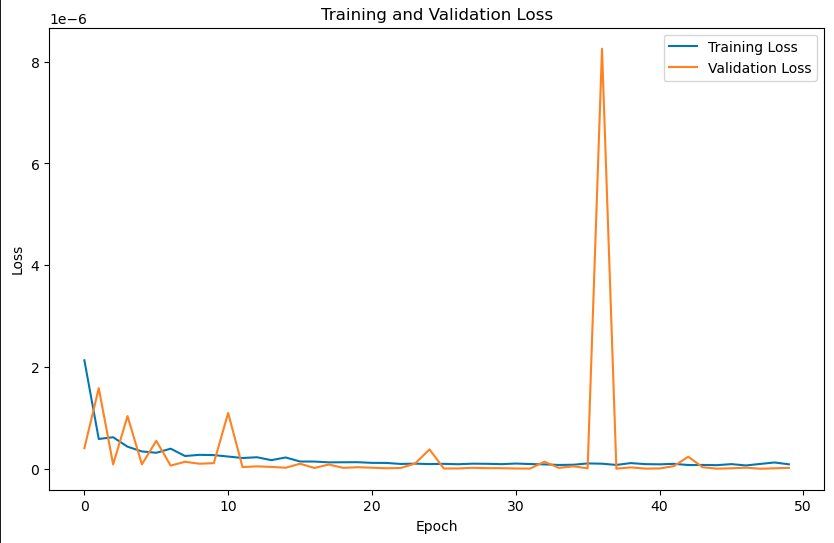 Training and Validation Loss
1e−6
Training Loss
Validation Loss
8
6
4
2
0
Loss
0 10 20 30 40 50
Epoch